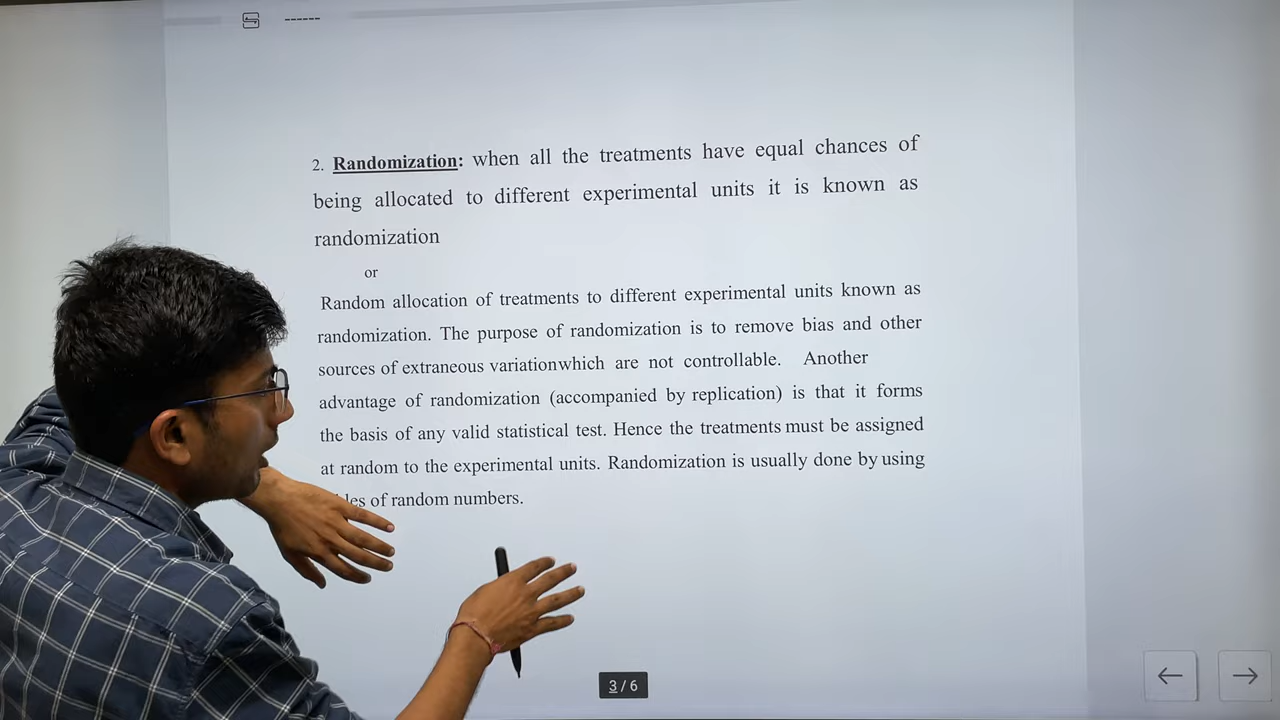 2. Randomization: when all the treatments have equal chances of
being allocated to different experimental units it is known as
randomization
or
Random allocation of treatments to different experimental units known as
randomization. The purpose of randomization is to remove bias and other
sources of extraneous variationwhich are not controllable. Another
advantage of randomization (accompanied by replication) is that it forms
the basis of any valid statistical test. Hence the treatments must be assigned
at random to the experimental units. Randomization is usually done by using
of random numbers.
3 / 6